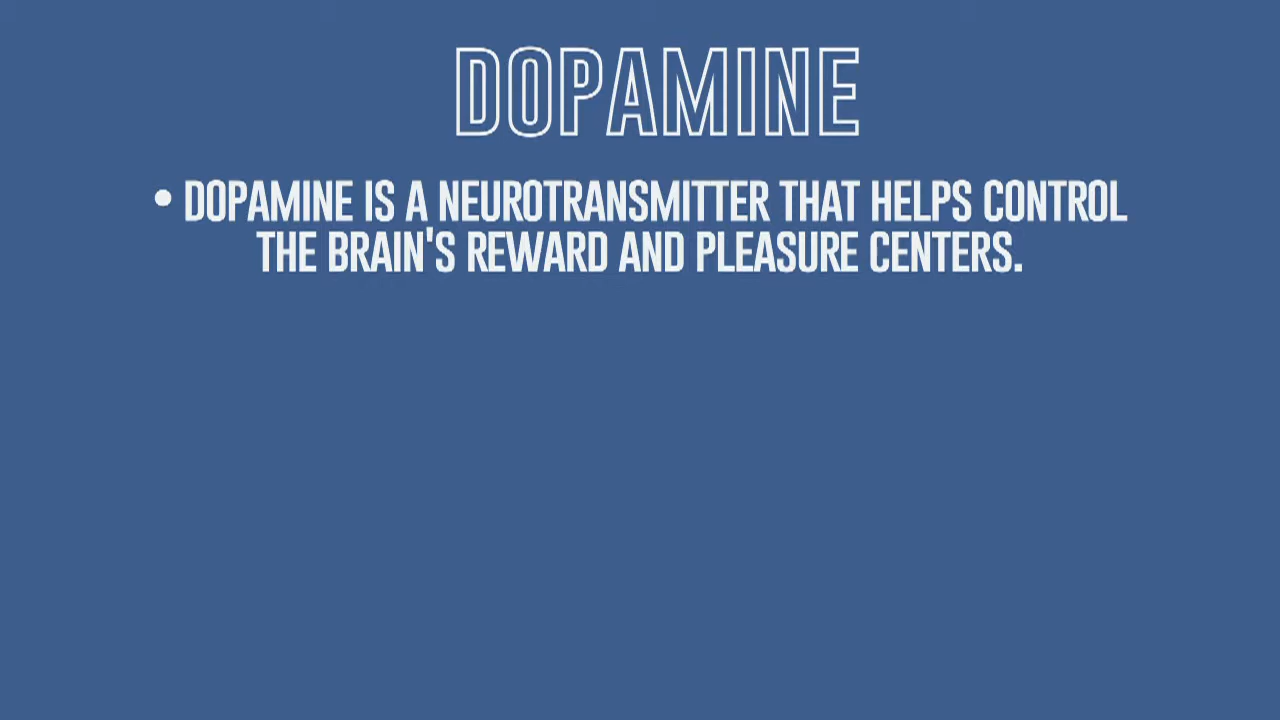 DOPAMINE
• DOPAMINE IS A NEUROTRANSMITTER THAT HELPS CONTROL
THE BRAIN'S REWARD AND PLEASURE CENTERS.